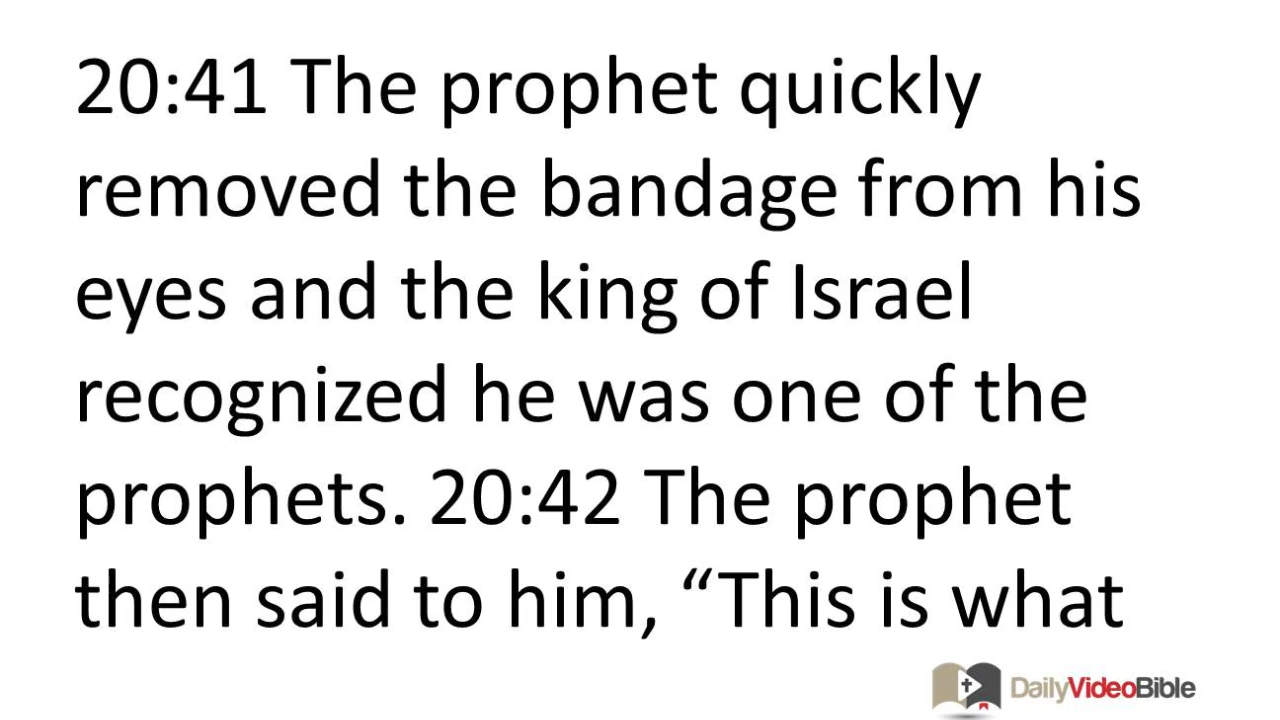 20:41 The prophet quickly
removed the bandage from his
eyes and the king of Israel
recognized he was one of the
prophets. 20:42 The prophet
then said to him, “This is what
DailyVideoBible